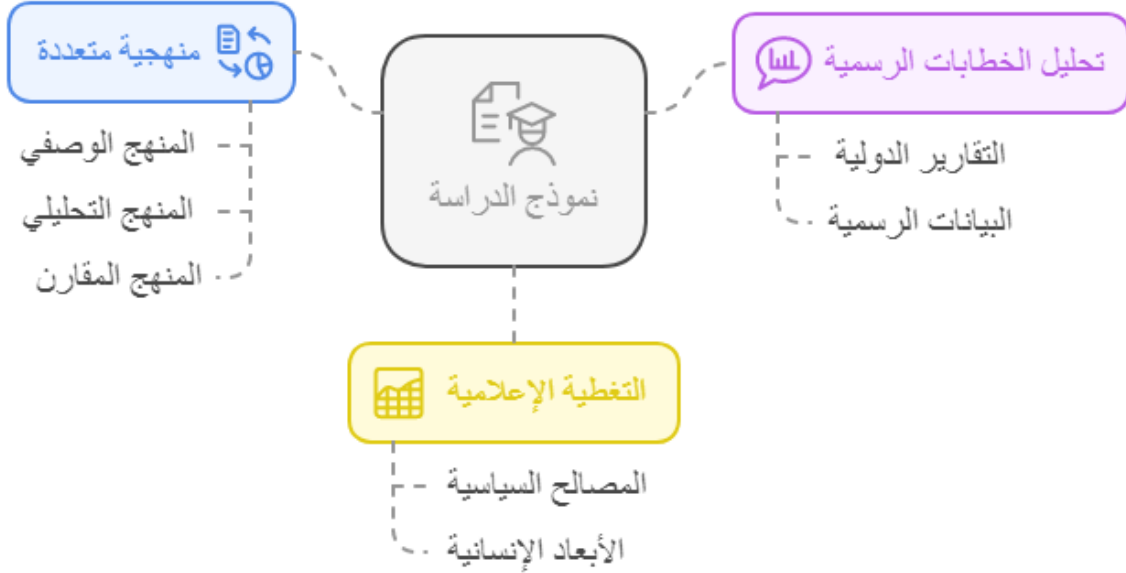 تحليل الخطابات الرسمية
التقارير الدولية
البيانات الرسمية
نموذج الدراسة
منهجية متعددة
المنهج الوصفي
المنهج التحليلي
المنهج المقارن
التغطية الإعلامية
المصالح السياسية
الأبعاد الإنسانية